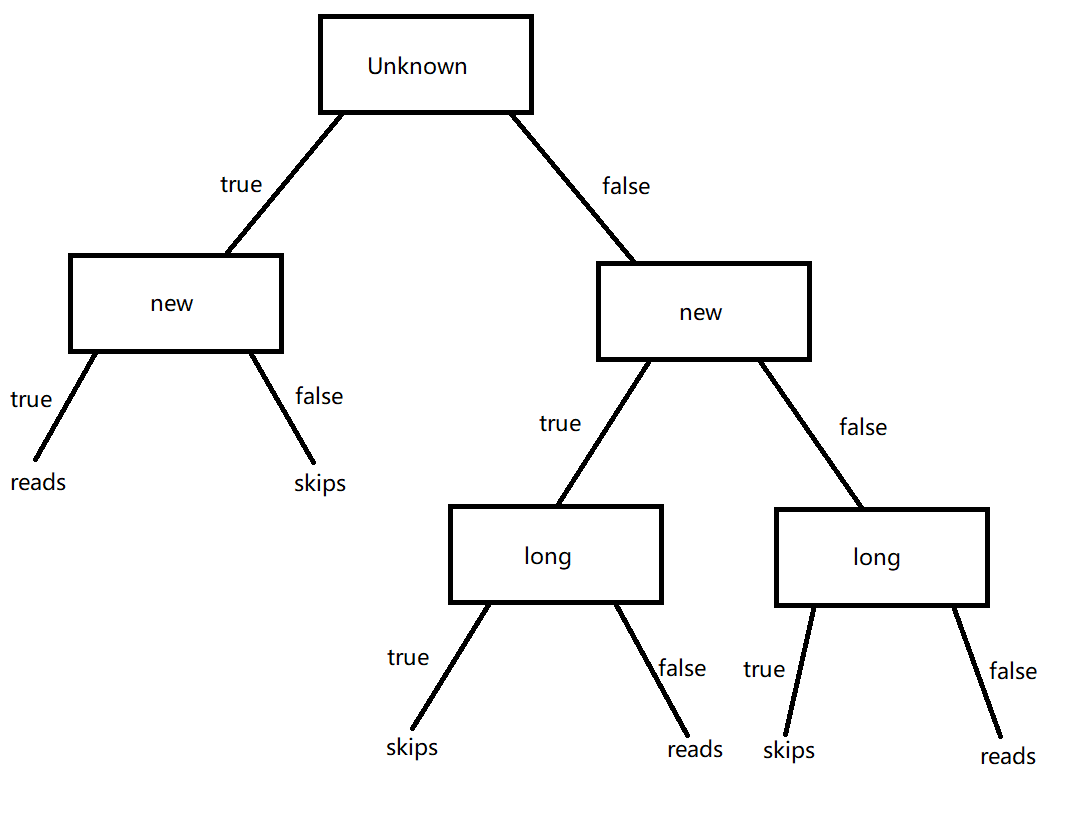 Unknown
true
false
new
new
true
false
true
false
reads
skips
long
long
true
false
true
false
skips
reads
skips
reads